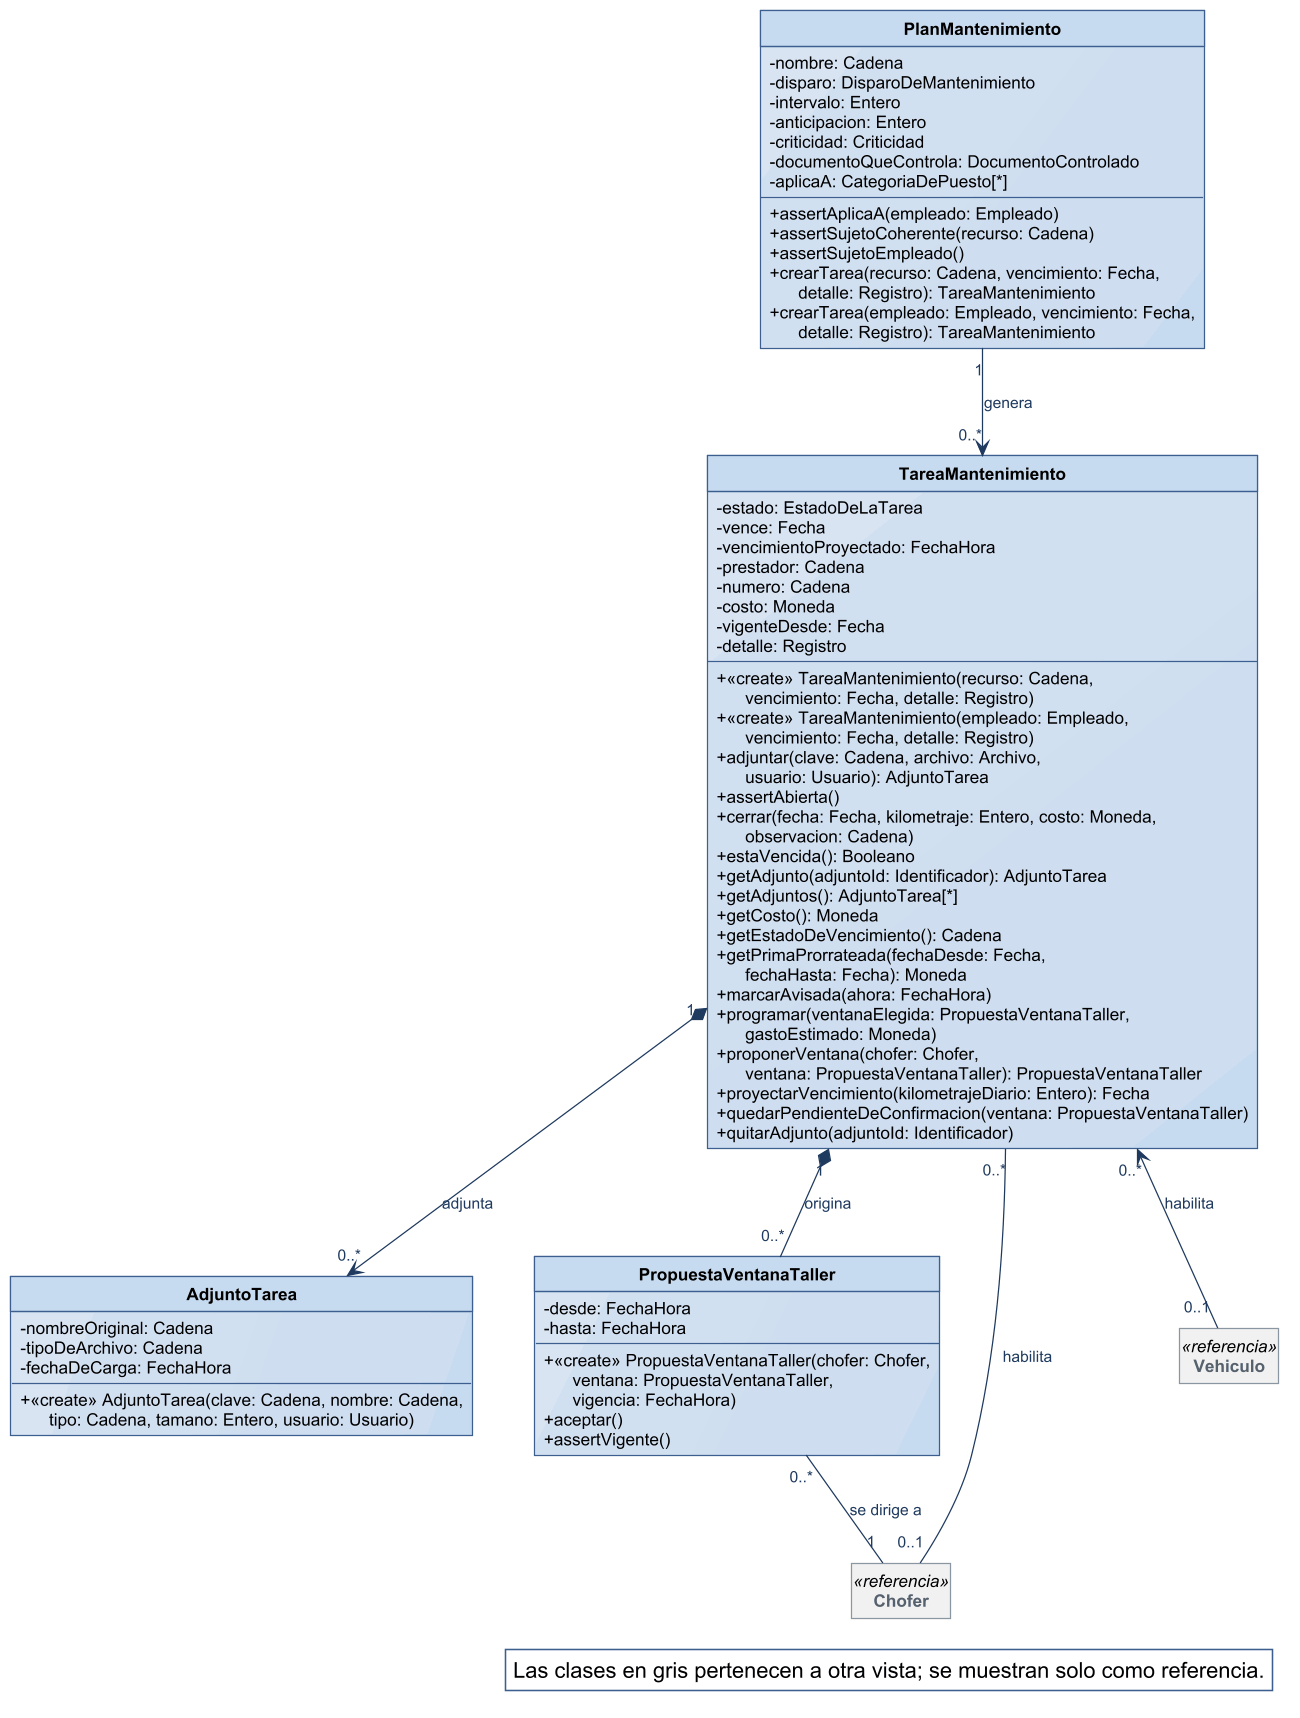 PlanMantenimiento
-nombre: Cadena
-disparo: DisparoDeMantenimiento
-intervalo: Entero
-anticipacion: Entero
-criticidad: Criticidad
-documentoQueControla: DocumentoControlado
-aplicaA: CategoriaDePuesto[*]
+assertAplicaA(empleado: Empleado)
+assertSujetoCoherente(recurso: Cadena)
+assertSujetoEmpleado()
+crearTarea(recurso: Cadena, vencimiento: Fecha,
detalle: Registro): TareaMantenimiento
+crearTarea(empleado: Empleado, vencimiento: Fecha,
detalle: Registro): TareaMantenimiento
1
genera
0..*
TareaMantenimiento
-estado: EstadoDeLaTarea
-vence: Fecha
-vencimientoProyectado: FechaHora
-prestador: Cadena
-numero: Cadena
-costo: Moneda
-vigenteDesde: Fecha
-detalle: Registro
+«create» TareaMantenimiento(recurso: Cadena,
vencimiento: Fecha, detalle: Registro)
+«create» TareaMantenimiento(empleado: Empleado,
vencimiento: Fecha, detalle: Registro)
+adjuntar(clave: Cadena, archivo: Archivo,
usuario: Usuario): AdjuntoTarea
+assertAbierta()
+cerrar(fecha: Fecha, kilometraje: Entero, costo: Moneda,
observacion: Cadena)
+estaVencida(): Booleano
+getAdjunto(adjuntoId: Identificador): AdjuntoTarea
+getAdjuntos(): AdjuntoTarea[*]
+getCosto(): Moneda
+getEstadoDeVencimiento(): Cadena
+getPrimaProrrateada(fechaDesde: Fecha,
fechaHasta: Fecha): Moneda
+marcarAvisada(ahora: FechaHora)
+programar(ventanaElegida: PropuestaVentanaTaller,
gastoEstimado: Moneda)
+proponerVentana(chofer: Chofer,
ventana: PropuestaVentanaTaller): PropuestaVentanaTaller
+proyectarVencimiento(kilometrajeDiario: Entero): Fecha
+quedarPendienteDeConfirmacion(ventana: PropuestaVentanaTaller)
+quitarAdjunto(adjuntoId: Identificador)
1
adjunta
0..*
1
origina
0..*
0..*
habilita
0..1
0..*
habilita
0..1
AdjuntoTarea
-nombreOriginal: Cadena
-tipoDeArchivo: Cadena
-fechaDeCarga: FechaHora
+«create» AdjuntoTarea(clave: Cadena, nombre: Cadena,
tipo: Cadena, tamano: Entero, usuario: Usuario)
PropuestaVentanaTaller
-desde: FechaHora
-hasta: FechaHora
+«create» PropuestaVentanaTaller(chofer: Chofer,
ventana: PropuestaVentanaTaller,
vigencia: FechaHora)
+aceptar()
+assertVigente()
«referencia»
Vehiculo
0..*
se dirige a
1
«referencia»
Chofer
Las clases en gris pertenecen a otra vista; se muestran solo como referencia.